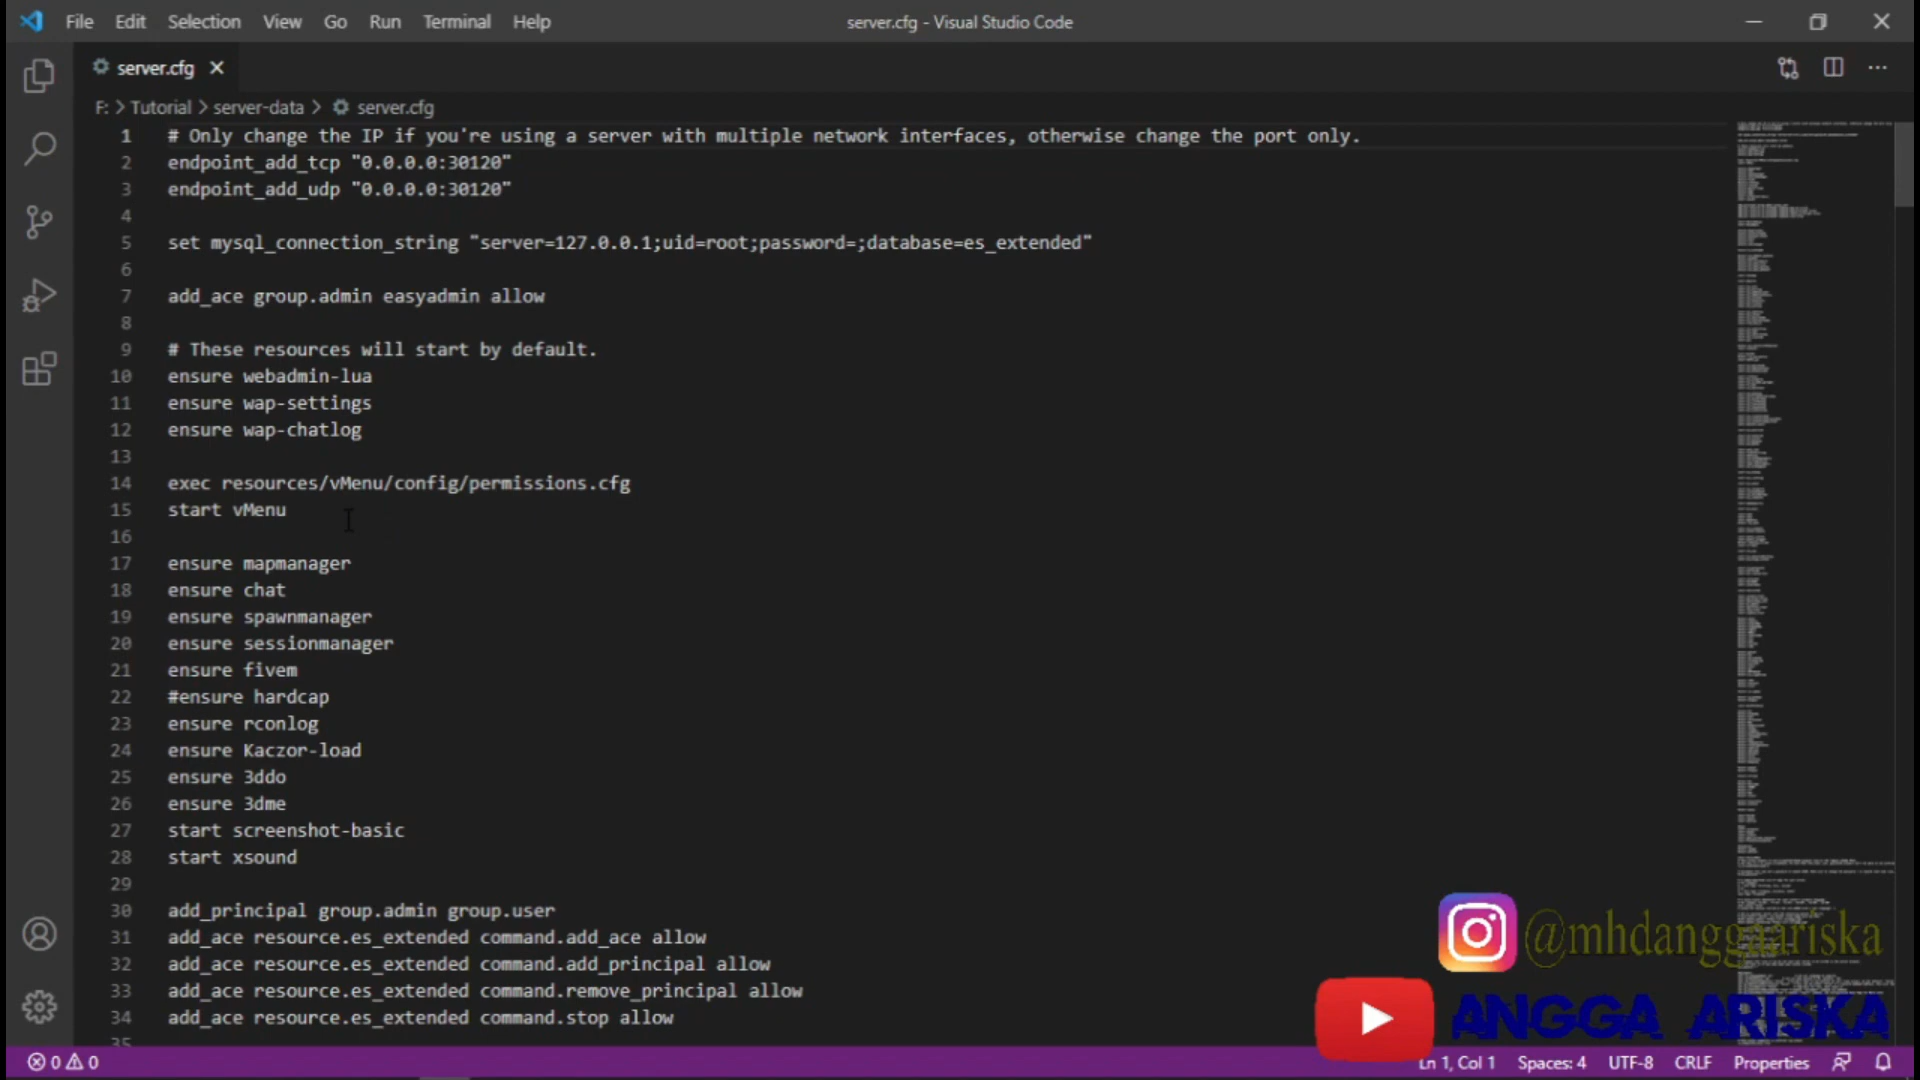 File Edit Selection View Go Run Terminal Help
server.cfg - Visual Studio Code
server.cfg
F: > Tutorial > server-data > server.cfg
1 # Only change the IP if you're using a server with multiple network interfaces, otherwise change the port only.
2 endpoint_add_tcp "0.0.0.0:30120"
3 endpoint_add_udp "0.0.0.0:30120"
4
5 set mysql_connection_string "server=127.0.0.1;uid=root;password=;database=es_extended"
6
7 add_ace group.admin easyadmin allow
8
9 # These resources will start by default.
10 ensure webadmin-lua
11 ensure wap-settings
12 ensure wap-chatlog
13
14 exec resources/vMenu/config/permissions.cfg
15 start vMenu
16
17 ensure mapmanager
18 ensure chat
19 ensure spawnmanager
20 ensure sessionmanager
21 ensure fivem
22 #ensure hardcap
23 ensure rconlog
24 ensure Kaczor-load
25 ensure 3ddo
26 ensure 3dme
27 start screenshot-basic
28 start xsound
29
30 add_principal group.admin group.user
31 add_ace resource.es_extended command.add_ace allow
32 add_ace resource.es_extended command.add_principal allow
33 add_ace resource.es_extended command.remove_principal allow
34 add_ace resource.es_extended command.stop allow
35
@mhdanggaariska
ANGGA ARISKA
0 0
Ln 1, Col 1 Spaces: 4 UTF-8 CRLF Properties